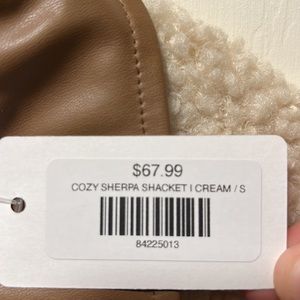 $67.99
COZY SHERPA SHACKET | CREAM / S
84225013